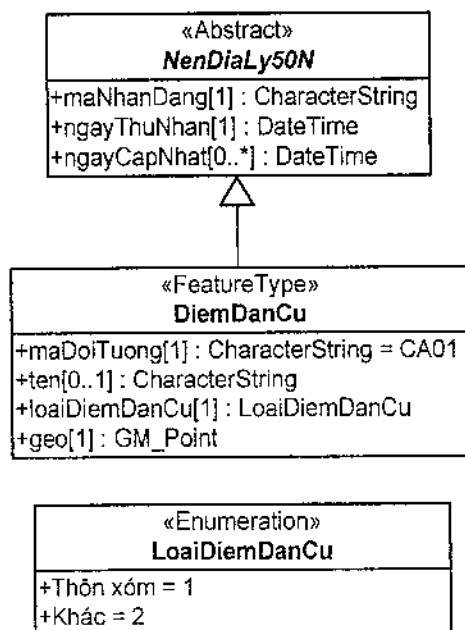 «Abstract»
NenDiaLy50N
+maNhanDang[1] : CharacterString
+ngayThuNhan[1] : DateTime
+ngayCapNhat[0..*] : DateTime
«FeatureType»
DiemDanCu
+maDoiTuong[1] : CharacterString = CA01
+ten[0..1] : CharacterString
+loaiDiemDanCu[1] : LoaiDiemDanCu
+geo[1] : GM_Point
«Enumeration»
LoaiDiemDanCu
+Thôn xóm = 1
+Khác = 2